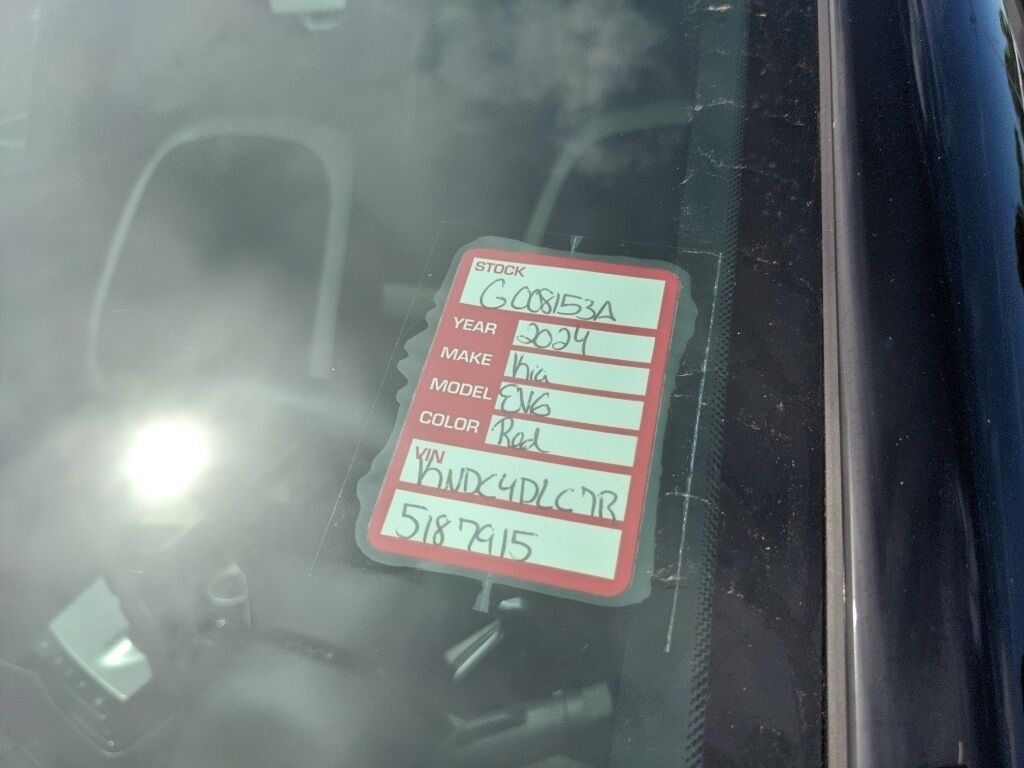 STOCK
G008153A
YEAR 2024
MAKE Kia
MODEL EV6
COLOR Red
VIN
KNDC4DLC7R
5187915